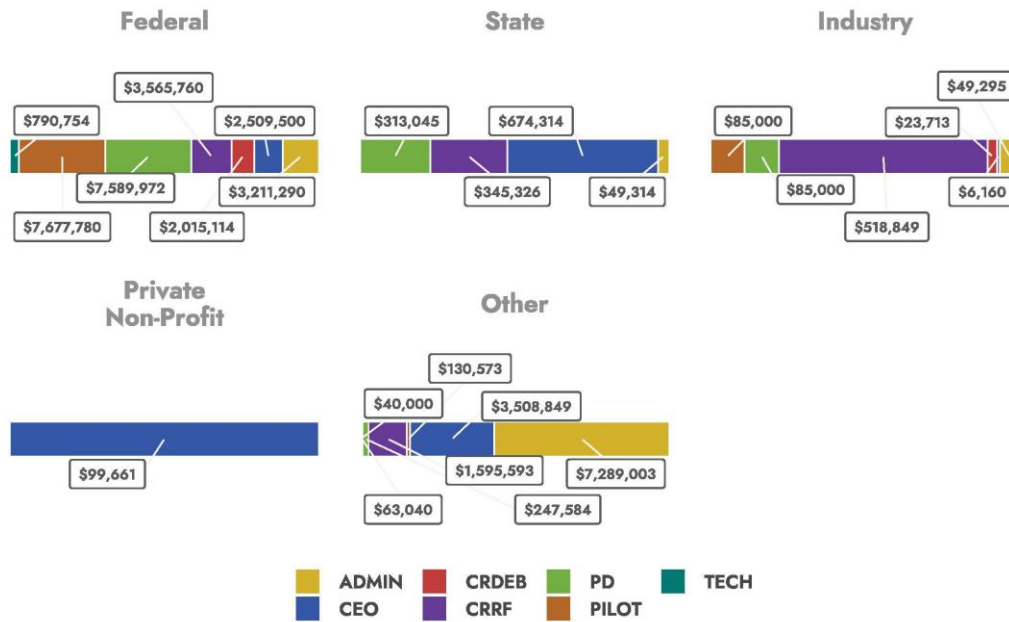 Federal
State
Industry
$3,565,760
$49,295
$790,754
$2,509,500
$313,045
$674,314
$85,000
$23,713
$7,589,972
$3,211,290
$345,326
$49,314
$85,000
$6,160
$7,677,780
$2,015,114
$518,849
Private
Non-Profit
Other
$130,573
$40,000
$3,508,849
$99,661
$1,595,593
$7,289,003
$63,040
$247,584
ADMIN
CRDEB
PD
TECH
CEO
CRRF
PILOT